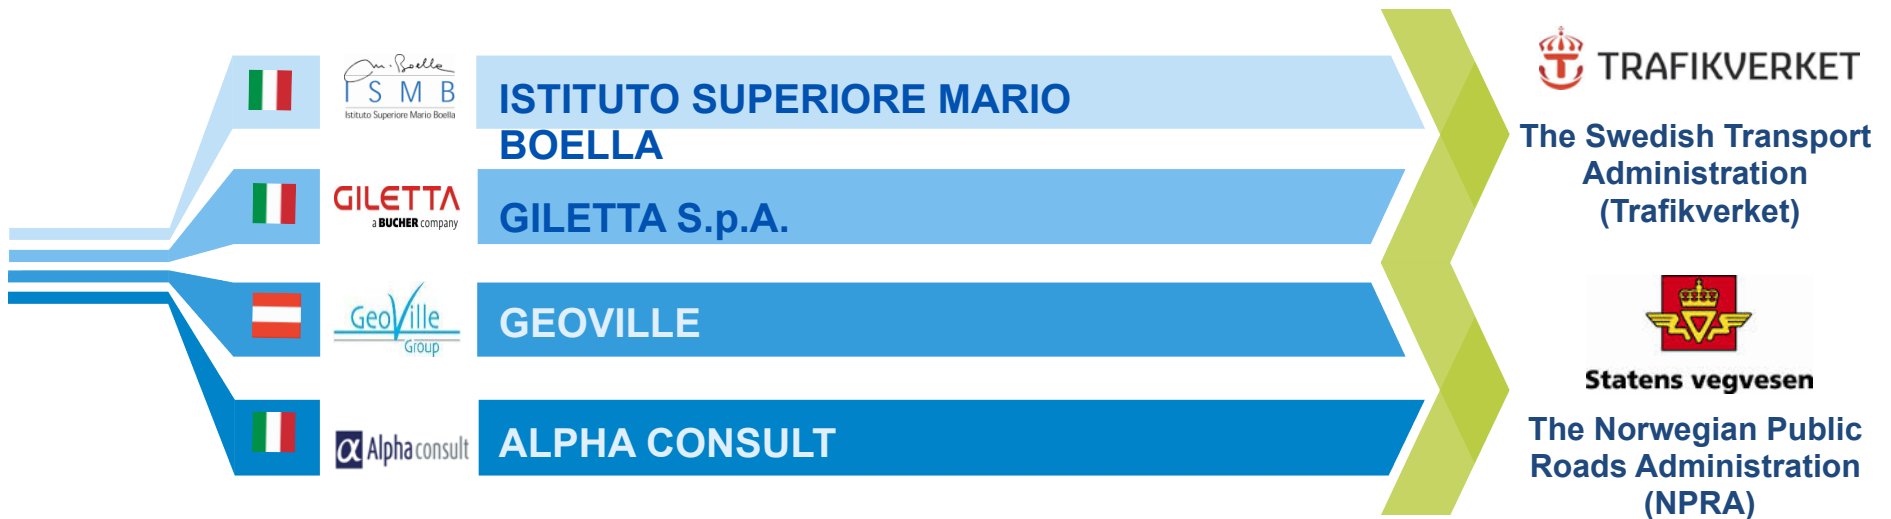 M. Boella
ISMB
Istituto Superiore Mario Boella
ISTITUTO SUPERIORE MARIO
BOELLA
GILETTA
a BUCHER company
GILETTA S.p.A.
GeoVille
Group
GEOVILLE
α Alphaconsult
ALPHA CONSULT
TRAFIKVERKET
The Swedish Transport
Administration
(Trafikverket)
Statens vegvesen
The Norwegian Public
Roads Administration
(NPRA)